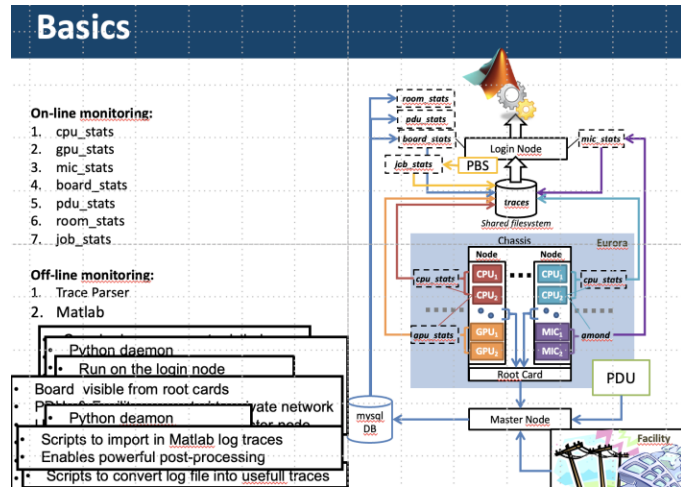 Basics
On-line monitoring:
1. cpu_stats
2. gpu_stats
3. mic_stats
4. board_stats
5. pdu_stats
6. room_stats
7. job_stats
Off-line monitoring:
1. Trace Parser
2. Matlab
• Python daemon
• Run on the login node
• Board visible from root cards
private network
• Python deamon
• Scripts to import in Matlab log traces
• Enables powerful post-processing
• Scripts to convert log file into usefull traces
room_stats
pdu_stats
board_stats
Login Node
mic_stats
job_stats
PBS
traces
Shared filesystem
Chassis
Eurora
Node
Node
CPU1
CPU1
cpu_stats
cpu_stats
CPU2
CPU2
GPU1
MIC1
gpu_stats
amond
GPU2
MIC1
Root Card
PDU
mysql
DB
Master Node
Facility